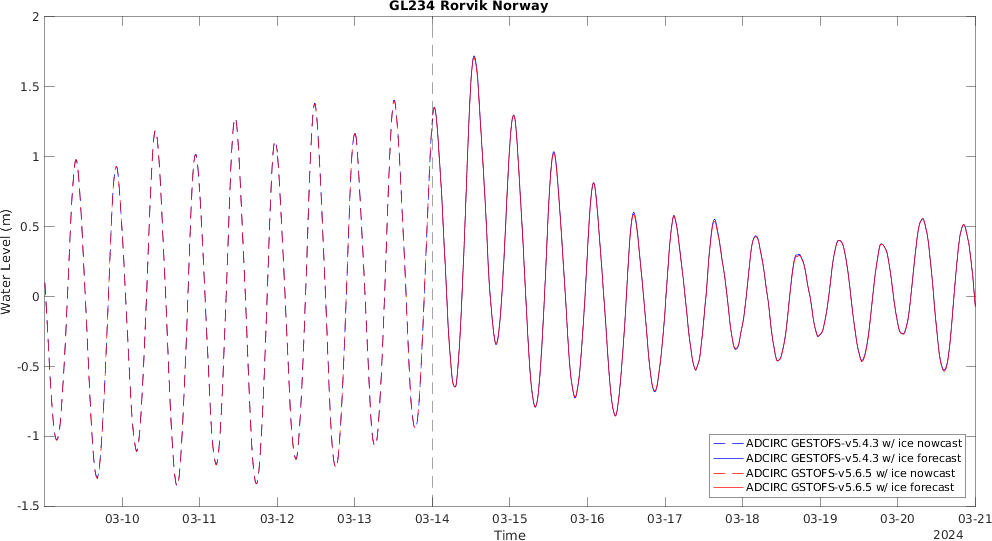 GL234 Rorvik Norway
2
1.5
1
0.5
0
-0.5
-1
-1.5
Water Level (m)
ADCIRC GESTOFS-v5.4.3 w/ ice nowcast
ADCIRC GESTOFS-v5.4.3 w/ ice forecast
ADCIRC GSTOFS-v5.6.5 w/ ice nowcast
ADCIRC GSTOFS-v5.6.5 w/ ice forecast
03-10 03-11 03-12 03-13 03-14 03-15 03-16 03-17 03-18 03-19 03-20 03-21
Time
2024